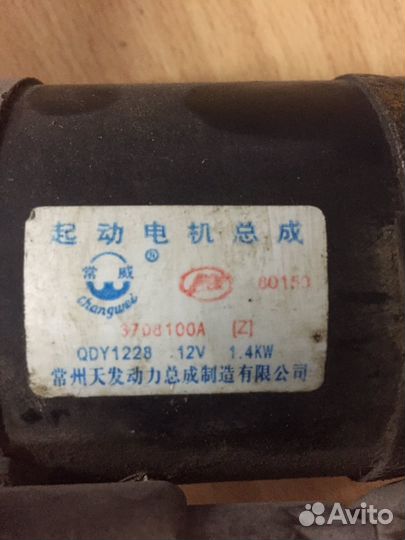 起动电机总成
常威 ® 80150
Changwei
3708100A [Z]
QDY1228 12V 1.4KW
常州天发动力总成制造有限公司
Avito